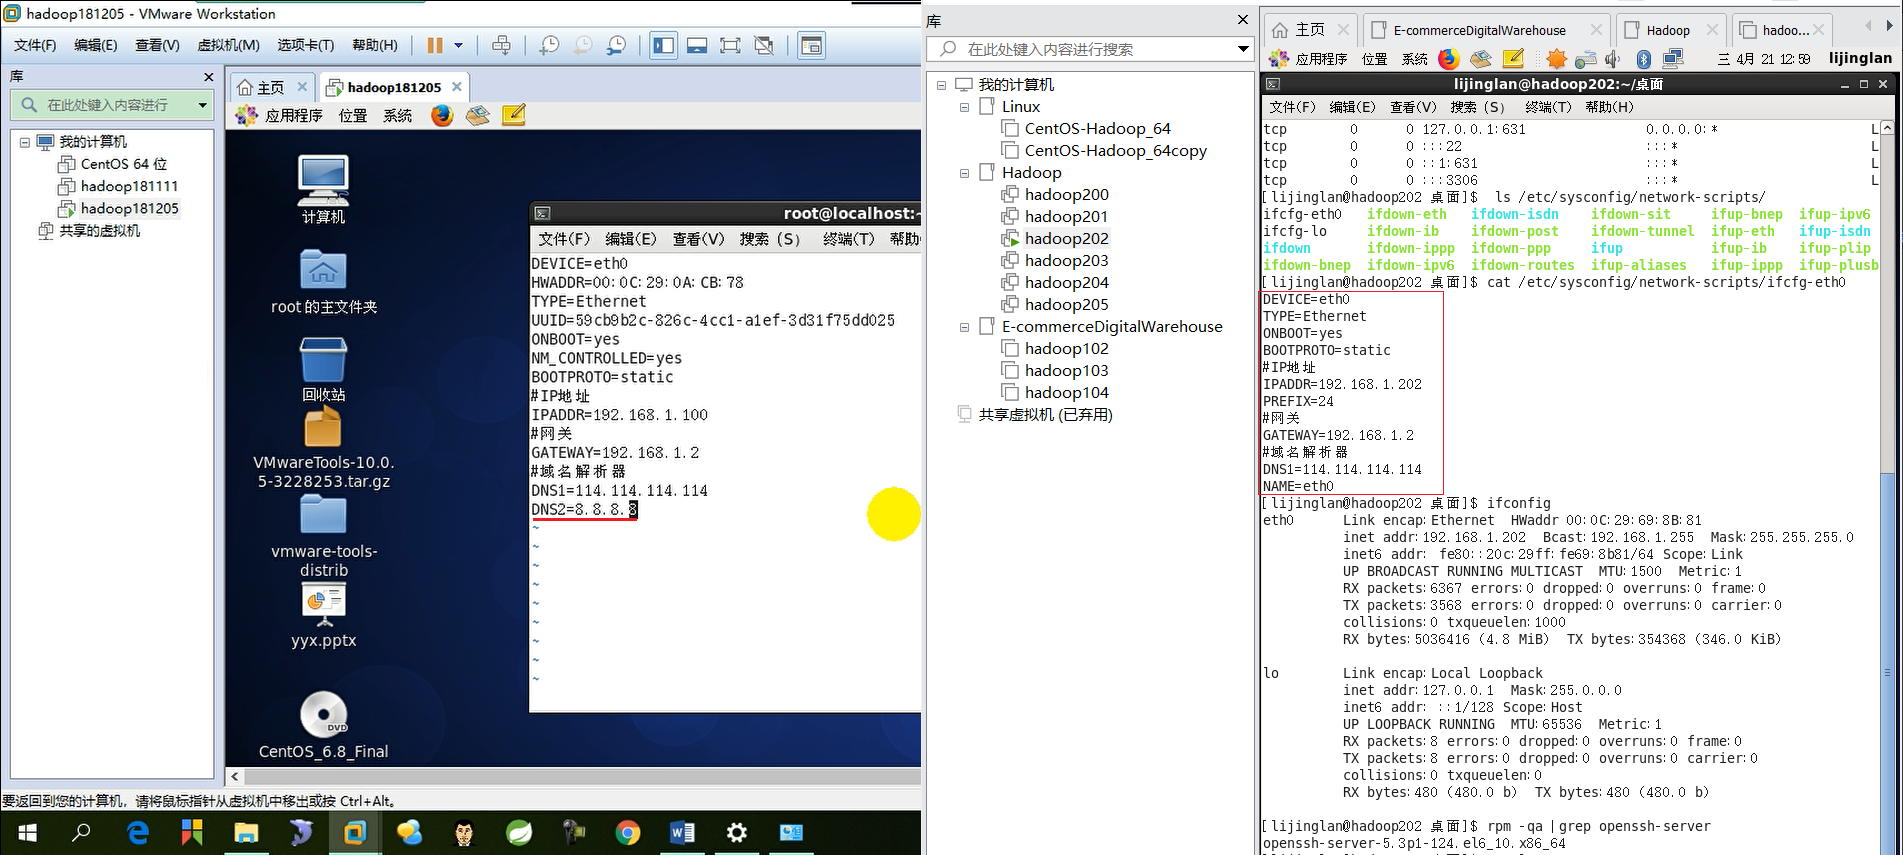 hadoop181205 - VMware Workstation
文件(F) 编辑(E) 查看(V) 虚拟机(M) 选项卡(T) 帮助(H)
库
在此处键入内容进行
我的计算机
CentOS 64 位
hadoop181111
hadoop181205
共享的虚拟机
主页
hadoop181205
应用程序 位置 系统
计算机
root 的主文件夹
回收站
VMwareTools-10.0.
5-3228253.tar.gz
vmware-tools-
distrib
yyx.pptx
DVD
CentOS_6.8_Final
root@localhost:~
文件(F) 编辑(E) 查看(V) 搜索 (S) 终端(T) 帮助
DEVICE=eth0
HWADDR=00:0C:29:0A:CB:78
TYPE=Ethernet
UUID=59cb9b2c-826c-4cc1-a1ef-3d31f75dd025
ONBOOT=yes
NM_CONTROLLED=yes
BOOTPROTO=static
#IP地址
IPADDR=192.168.1.100
#网关
GATEWAY=192.168.1.2
#域名解析器
DNS1=114.114.114.114
DNS2=8.8.8.8
~
~
~
~
~
~
~
~
~
要返回到您的计算机，请将鼠标指针从虚拟机中移出或按 Ctrl+Alt。
库
在此处键入内容进行搜索
我的计算机
Linux
CentOS-Hadoop_64
CentOS-Hadoop_64copy
Hadoop
hadoop200
hadoop201
hadoop202
hadoop203
hadoop204
hadoop205
E-commerceDigitalWarehouse
hadoop102
hadoop103
hadoop104
共享虚拟机 (已弃用)
主页
E-commerceDigitalWarehouse
Hadoop
hadoo...
应用程序 位置 系统 三 4月 21 12:59 lijinglan
lijinglan@hadoop202:~/桌面
文件(F) 编辑(E) 查看(V) 搜索 (S) 终端(T) 帮助(H)
tcp 0 0 127.0.0.1:631 0.0.0.0:* L
tcp 0 0 :::22 :::* L
tcp 0 0 ::1:631 :::* L
tcp 0 0 :::3306 :::* L
[lijinglan@hadoop202 桌面]$ ls /etc/sysconfig/network-scripts/
ifcfg-eth0 ifdown-eth ifdown-isdn ifdown-sit ifup-bnep ifup-ipv6
ifcfg-lo ifdown-ib ifdown-post ifdown-tunnel ifup-eth ifup-isdn
ifdown ifdown-ippp ifdown-ppp ifup ifup-ib ifup-plip
ifdown-bnep ifdown-ipv6 ifdown-routes ifup-aliases ifup-ippp ifup-plusb
[lijinglan@hadoop202 桌面]$ cat /etc/sysconfig/network-scripts/ifcfg-eth0
DEVICE=eth0
TYPE=Ethernet
ONBOOT=yes
BOOTPROTO=static
#IP地址
IPADDR=192.168.1.202
PREFIX=24
#网关
GATEWAY=192.168.1.2
#域名解析器
DNS1=114.114.114.114
NAME=eth0
[lijinglan@hadoop202 桌面]$ ifconfig
eth0 Link encap:Ethernet HWaddr 00:0C:29:69:8B:81
inet addr:192.168.1.202 Bcast:192.168.1.255 Mask:255.255.255.0
inet6 addr: fe80::20c:29ff:fe69:8b81/64 Scope:Link
UP BROADCAST RUNNING MULTICAST MTU:1500 Metric:1
RX packets:6367 errors:0 dropped:0 overruns:0 frame:0
TX packets:3568 errors:0 dropped:0 overruns:0 carrier:0
collisions:0 txqueuelen:1000
RX bytes:5036416 (4.8 MiB) TX bytes:354368 (346.0 KiB)
lo Link encap:Local Loopback
inet addr:127.0.0.1 Mask:255.0.0.0
inet6 addr: ::1/128 Scope:Host
UP LOOPBACK RUNNING MTU:65536 Metric:1
RX packets:8 errors:0 dropped:0 overruns:0 frame:0
TX packets:8 errors:0 dropped:0 overruns:0 carrier:0
collisions:0 txqueuelen:0
RX bytes:480 (480.0 b) TX bytes:480 (480.0 b)
[lijinglan@hadoop202 桌面]$ rpm -qa |grep openssh-server
openssh-server-5.3p1-124.el6_10.x86_64